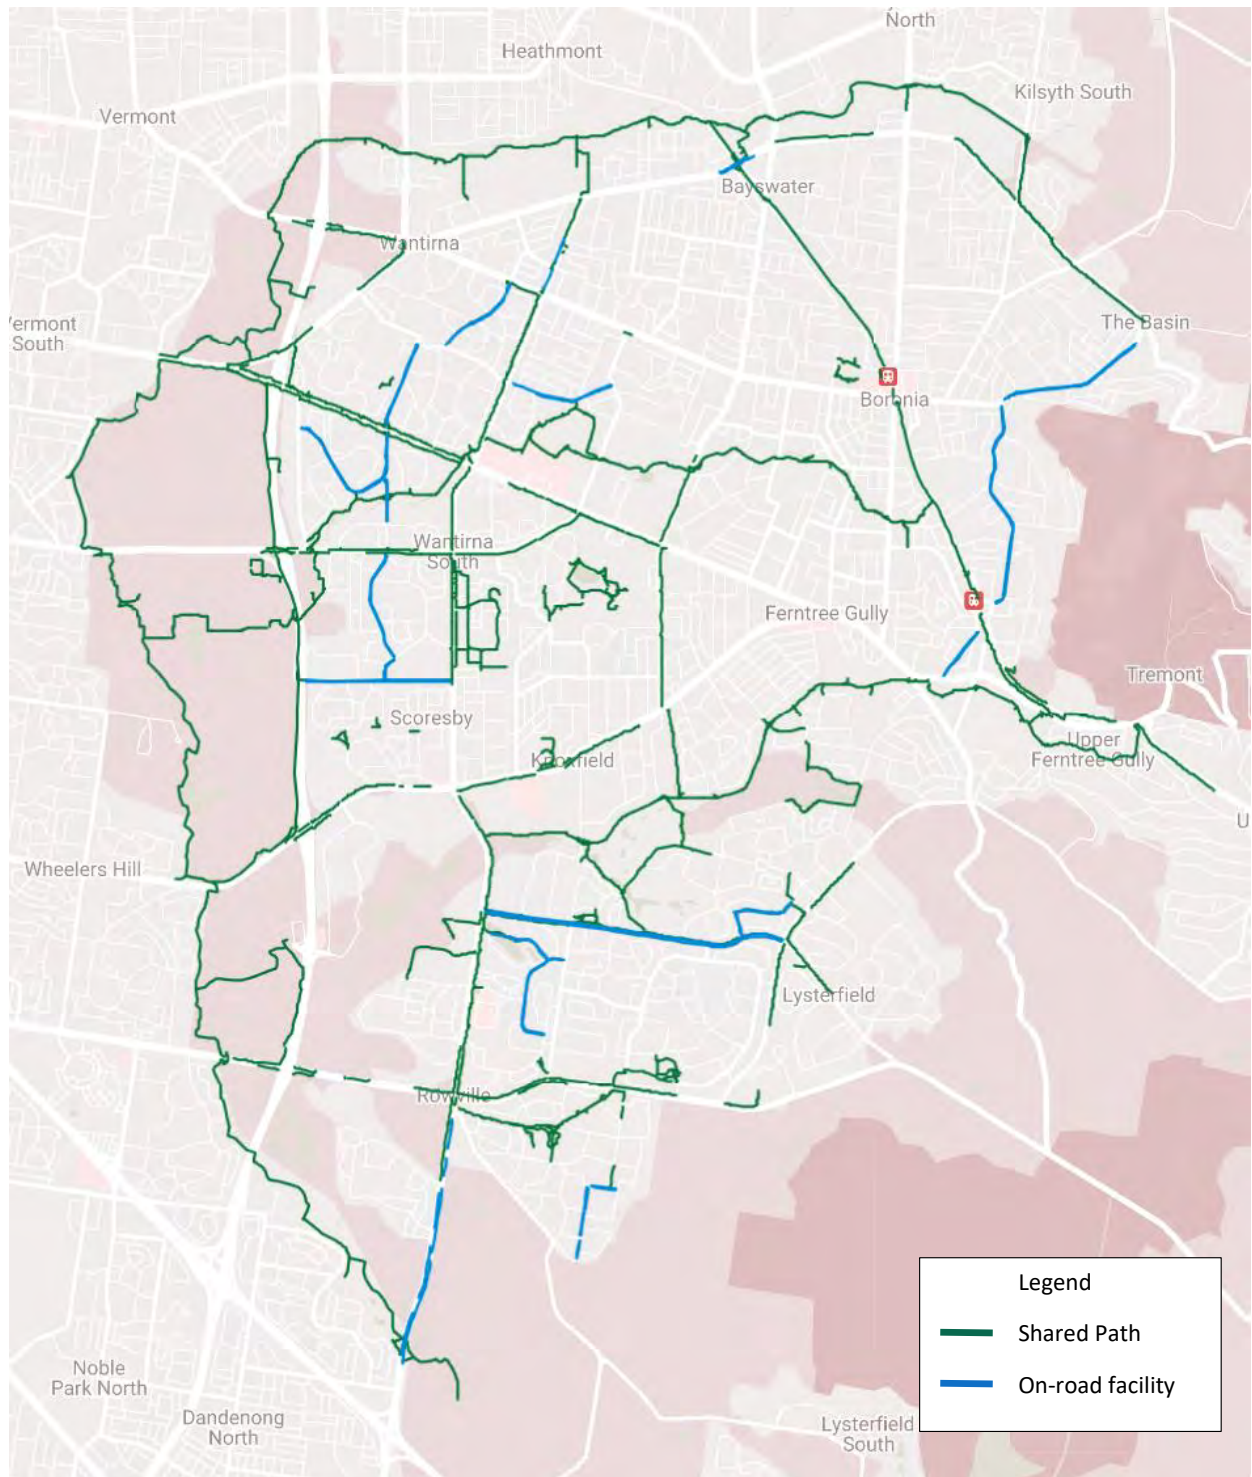 North
Heathmont
Kilsyth South
Vermont
Bayswater
Wantirna
Vermont
South
The Basin
Boronia
Wantirna
South
Ferntree Gully
Tremont
Scoresby
Upper
Ferntree Gully
Knoxfield
U
Wheelers Hill
Lysterfield
Rowville
Legend
Shared Path
On-road facility
Noble
Park North
Dandenong
North
Lysterfield
South